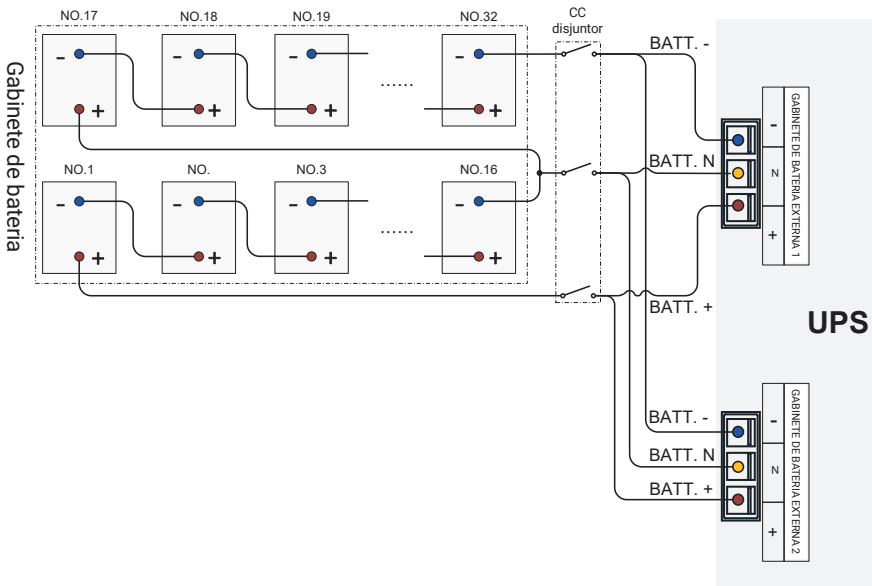 NO.17
NO.18
NO.19
NO.32
CC
disjuntor
BATT. -
-
-
-
-
......
+
+
+
+
Gabinete de bateria
BATT. N
NO.1
NO.
NO.3
NO.16
-
-
-
-
......
+
+
+
+
BATT. +
-
N
+
GABINETE DE BATERIA EXTERNA 1
UPS
BATT. -
BATT. N
BATT. +
-
N
+
GABINETE DE BATERIA EXTERNA 2